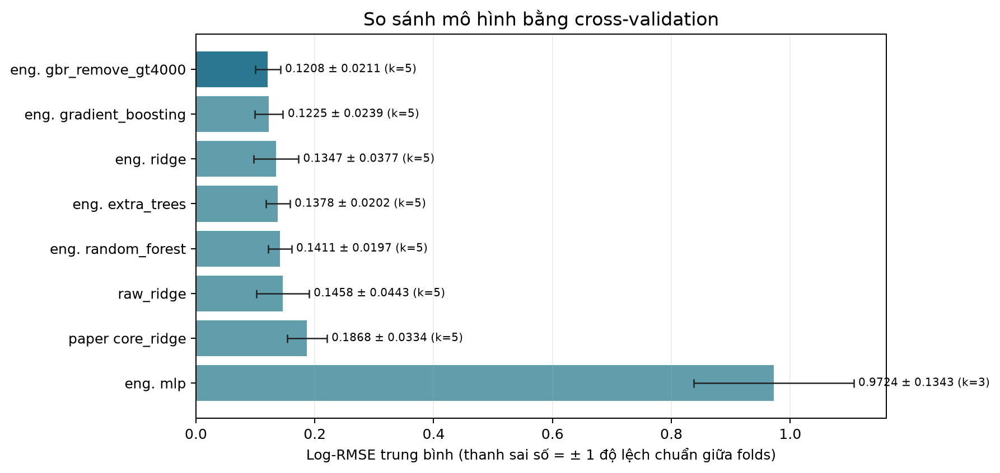 So sánh mô hình bằng cross-validation
eng. gbr_remove_gt4000
0.1208 ± 0.0211 (k=5)
eng. gradient_boosting
0.1225 ± 0.0239 (k=5)
eng. ridge
0.1347 ± 0.0377 (k=5)
eng. extra_trees
0.1378 ± 0.0202 (k=5)
eng. random_forest
0.1411 ± 0.0197 (k=5)
raw_ridge
0.1458 ± 0.0443 (k=5)
paper core_ridge
0.1868 ± 0.0334 (k=5)
eng. mlp
0.9724 ± 0.1343 (k=3)
0.0 0.2 0.4 0.6 0.8 1.0
Log-RMSE trung bình (thanh sai số = ± 1 độ lệch chuẩn giữa folds)